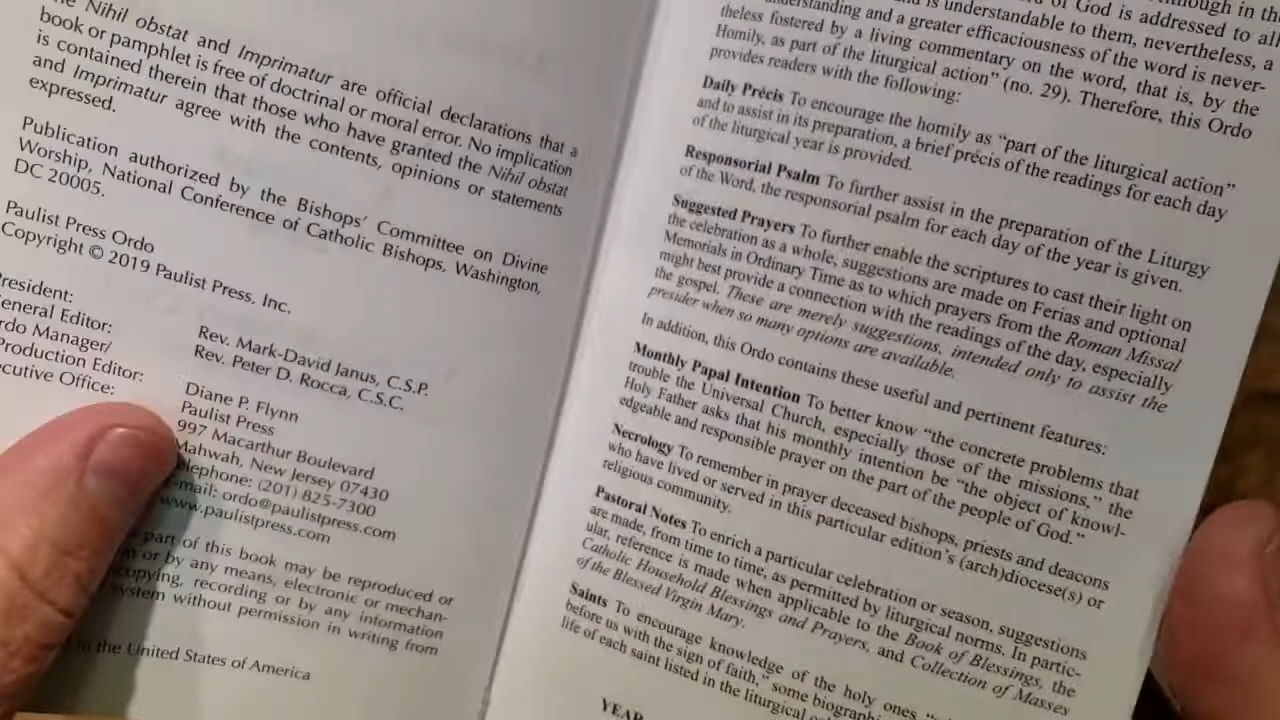 Nihil obstat and Imprimatur are official declarations that a
book or pamphlet is free of doctrinal or moral error. No implication
is contained therein that those who have granted the Nihil obstat
and Imprimatur agree with the contents, opinions or statements
expressed.
Publication authorized by the Bishops' Committee on Divine
Worship, National Conference of Catholic Bishops, Washington,
DC 20005.
Paulist Press Ordo
Copyright © 2019 Paulist Press, Inc.
President:
General Editor:
Ordo Manager/
Production Editor:
Executive Office:
Rev. Mark-David Janus, C.S.P.
Rev. Peter D. Rocca, C.S.C.
Diane P. Flynn
Paulist Press
997 Macarthur Boulevard
Mahwah, New Jersey 07430
Telephone: (201) 825-7300
E-mail: ordo@paulistpress.com
www.paulistpress.com
part of this book may be reproduced or
or by any means, electronic or mechan-
copying, recording or by any information
system without permission in writing from
in the United States of America
of God is addressed to all
is understandable to them, nevertheless, a
understanding and a greater efficaciousness of the word is never-
theless fostered by a living commentary on the word, that is, by the
Homily, as part of the liturgical action" (no. 29). Therefore, this Ordo
provides readers with the following:
Daily Précis To encourage the homily as "part of the liturgical action"
and to assist in its preparation, a brief précis of the readings for each day
of the liturgical year is provided.
Responsorial Psalm To further assist in the preparation of the Liturgy
of the Word, the responsorial psalm for each day of the year is given.
Suggested Prayers To further enable the scriptures to cast their light on
the celebration as a whole, suggestions are made on Ferias and optional
Memorials in Ordinary Time as to which prayers from the Roman Missal
might best provide a connection with the readings of the day, especially
the gospel. These are merely suggestions, intended only to assist the
presider when so many options are available.
In addition, this Ordo contains these useful and pertinent features:
Monthly Papal Intention To better know "the concrete problems that
trouble the Universal Church, especially those of the missions," the
Holy Father asks that his monthly intention be "the object of knowl-
edgeable and responsible prayer on the part of the people of God."
Necrology To remember in prayer deceased bishops, priests and deacons
who have lived or served in this particular edition's (arch)diocese(s) or
religious community.
Pastoral Notes To enrich a particular celebration or season, suggestions
are made, from time to time, as permitted by liturgical norms. In partic-
ular, reference is made when applicable to the Book of Blessings, the
Catholic Household Blessings and Prayers, and Collection of Masses
of the Blessed Virgin Mary.
Saints To encourage knowledge of the holy ones
before us with the sign of faith," some
life of each saint listed in the liturgical
YEAR